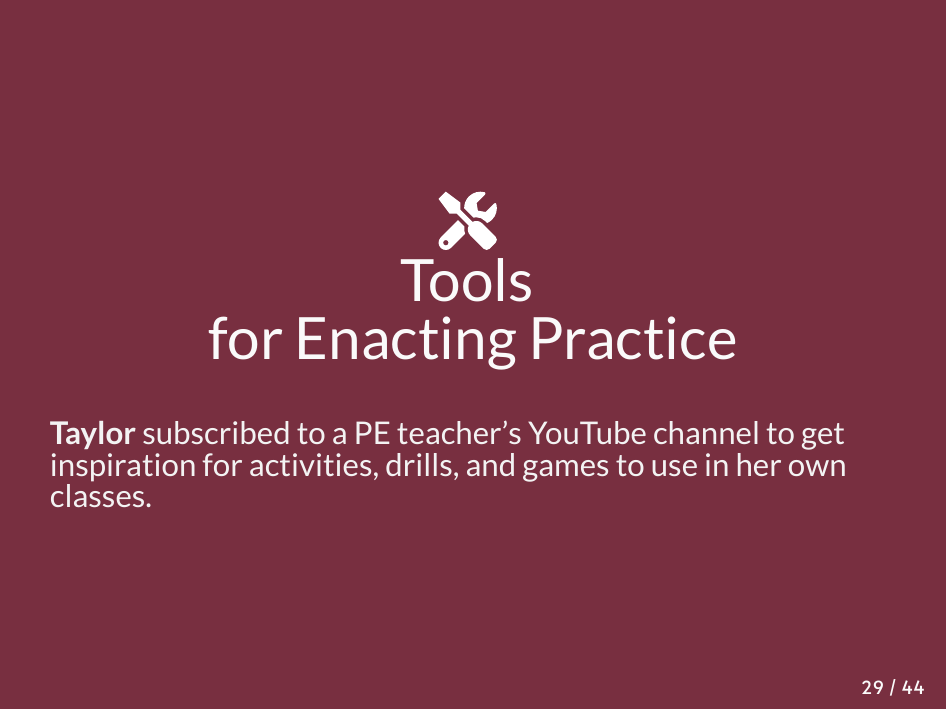 Tools
for Enacting Practice
Taylor subscribed to a PE teacher’s YouTube channel to get
inspiration for activities, drills, and games to use in her own
classes.
29 / 44